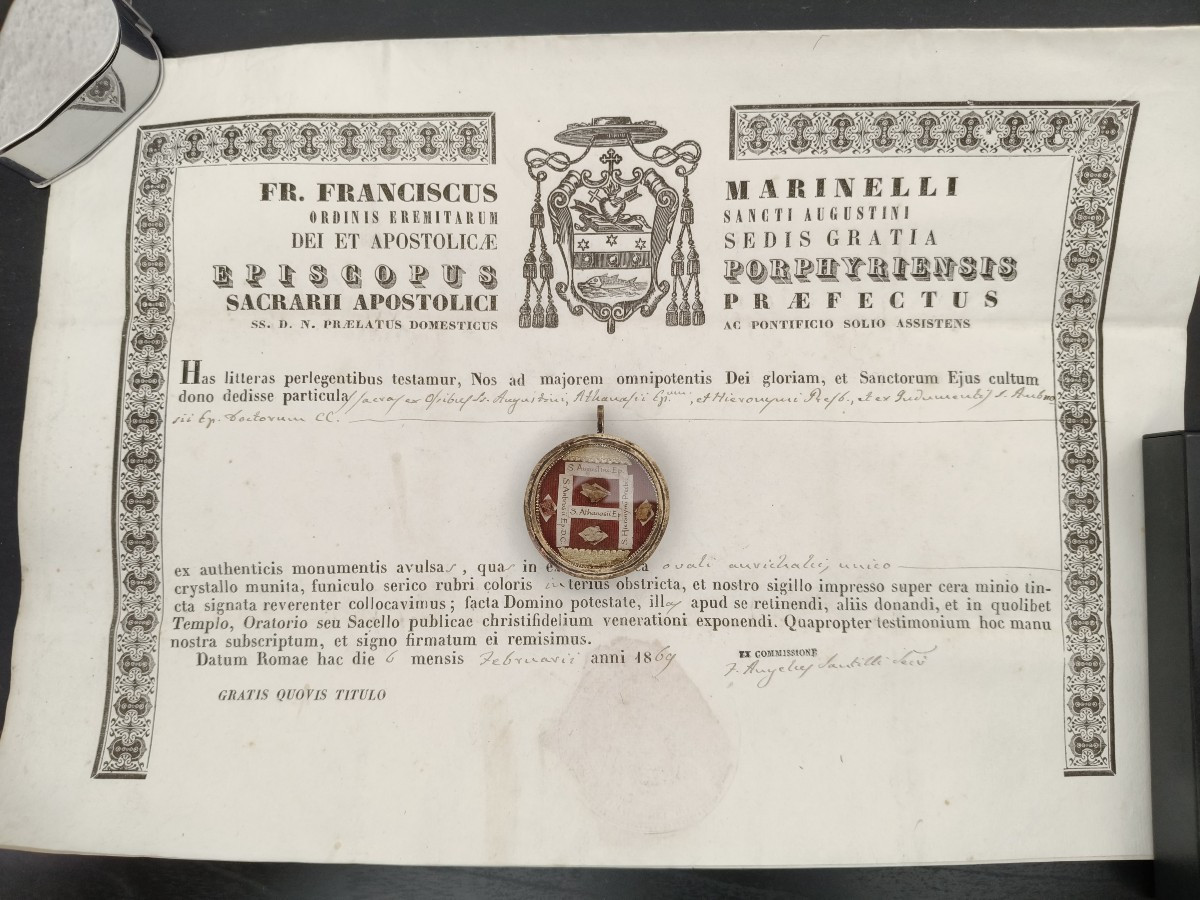 FR. FRANCISCUS MARINELLI
ORDINIS EREMITARUM SANCTI AUGUSTINI
DEI ET APOSTOLICÆ SEDIS GRATIA
EPISCOPUS PORPHYRIENSIS
SACRARII APOSTOLICI PRÆFECTUS
SS. D. N. PRÆLATUS DOMESTICUS AC PONTIFICIO SOLIO ASSISTENS
Has litteras perlegentibus testamur, Nos ad majorem omnipotentis Dei gloriam, et Sanctorum Ejus cultum
dono dedisse particulas sacras ex Ossibus Ss. Augustini, Athanasii Ep., et Hieronymi Presb., et ex Indumentis S. Ambro
sii Ep. Doctorum EE.
S. Augustini Ep.
S. Ambrosii Ep. D.C.
S. Athanasii E
S. Hieronymi Presb.
ex authenticis monumentis avulsas, quas in ovali aurichalci, unico
crystallo munita, funiculo serico rubri coloris interius obstricta, et nostro sigillo impresso super cera minio tin-
cta signata reverenter collocavimus; facta Domino potestate, illas apud se retinendi, aliis donandi, et in quolibet
Templo, Oratorio seu Sacello publicae christifidelium venerationi exponendi. Quapropter testimonium hoc manu
nostra subscriptum, et signo firmatum ei remisimus.
Datum Romae hac die 6 mensis Februarii anni 1869
EX COMMISSIONE
F. Angelus Santilli
GRATIS QUOVIS TITULO